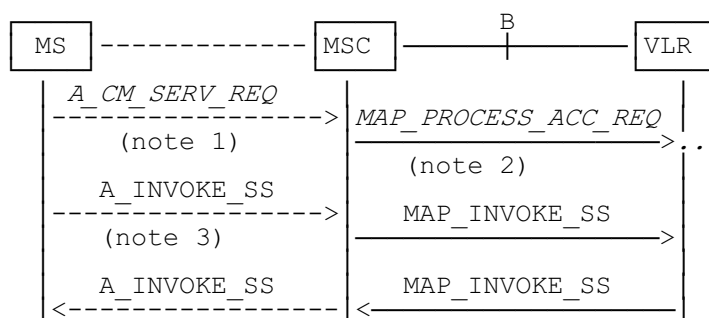 B
MS MSC VLR
A_CM_SERV_REQ
MAP_PROCESS_ACC_REQ
(note 1)
..
(note 2)
A_INVOKE_SS
MAP_INVOKE_SS
(note 3)
A_INVOKE_SS MAP_INVOKE_SS